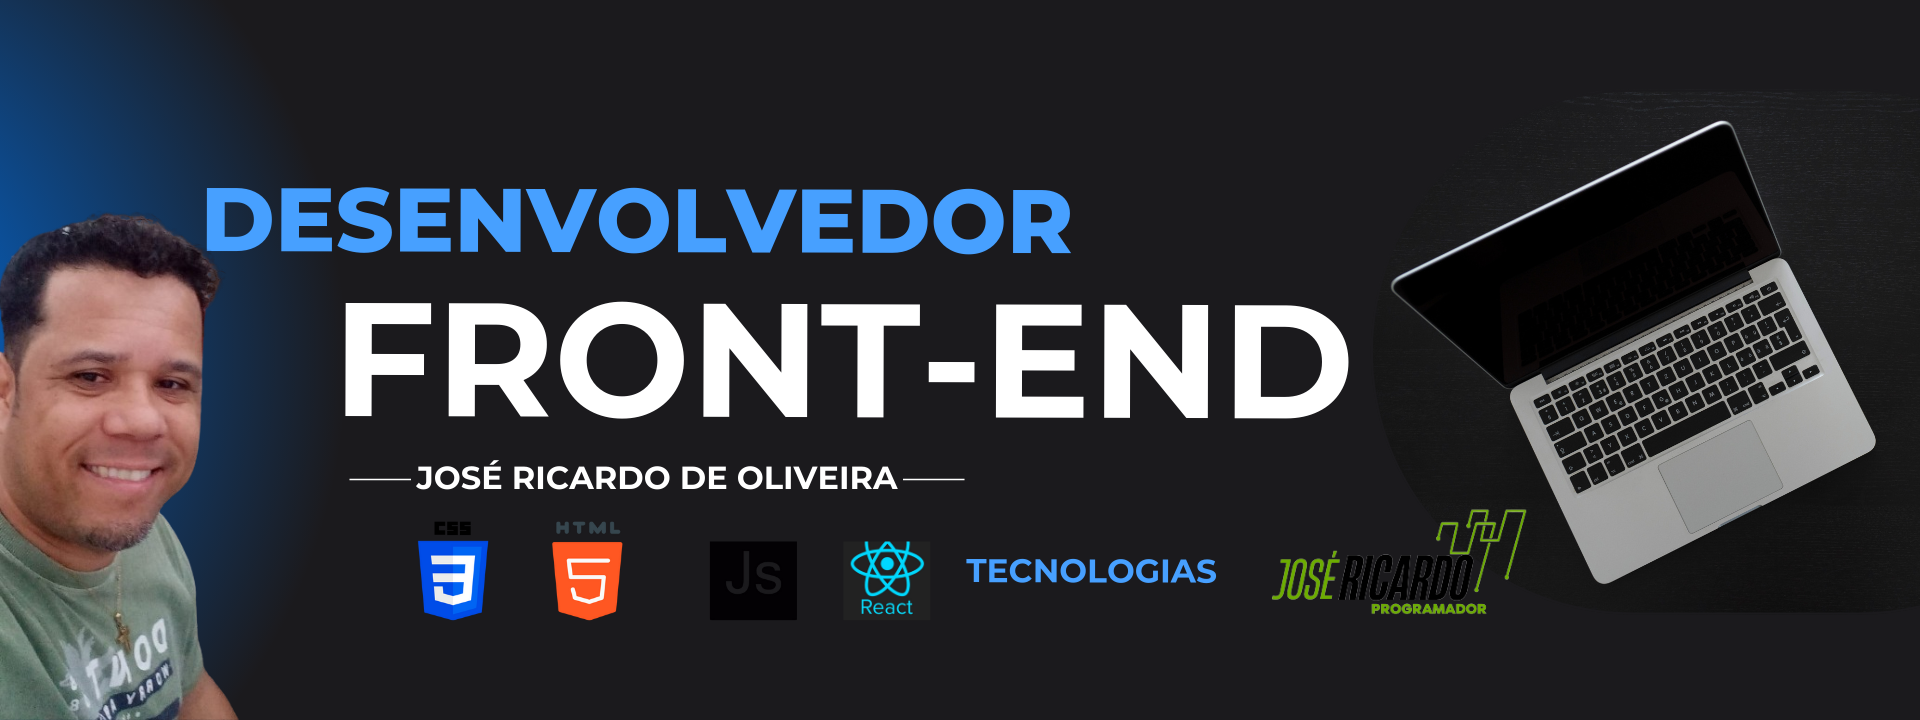 DESENVOLVEDOR
FRONT-END
JOSÉ RICARDO DE OLIVEIRA
CSS
HTML
Js
React
TECNOLOGIAS
JOSÉ RICARDO
PROGRAMADOR